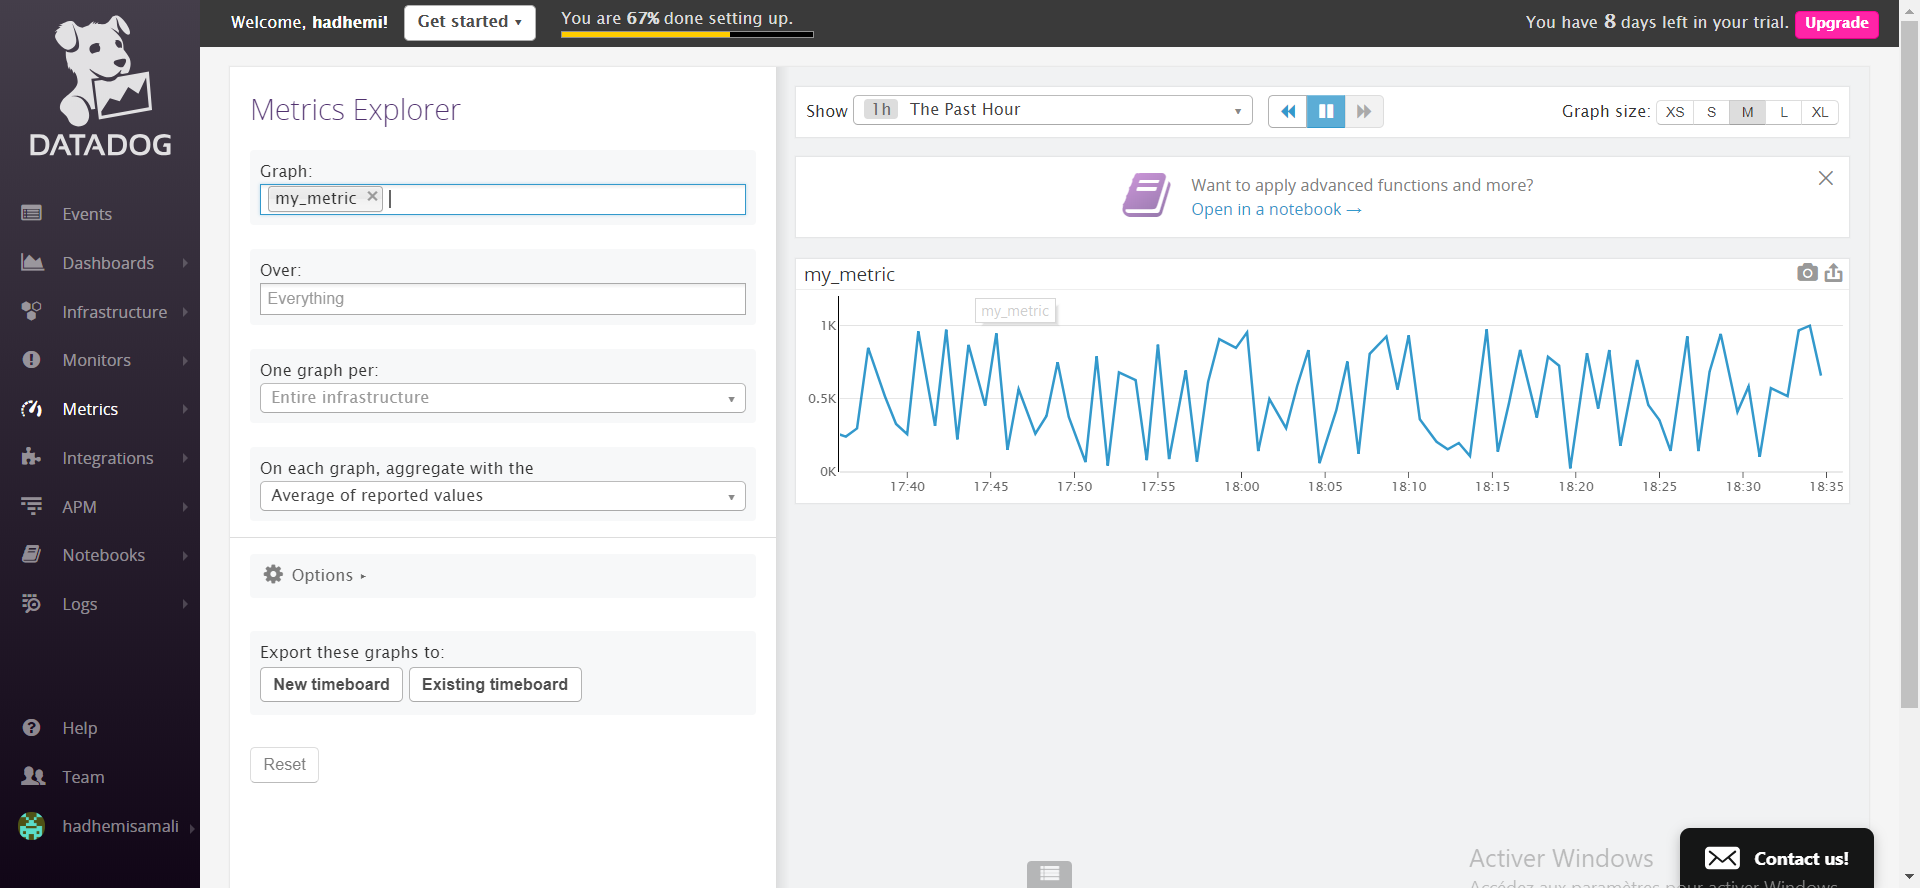 Welcome, hadhemi!
Get started
You are 67% done setting up.
You have 8 days left in your trial.
Upgrade
DATADOG
Events
Dashboards
Infrastructure
Monitors
Metrics
Integrations
APM
Notebooks
Logs
Help
Team
hadhemisamali
Metrics Explorer
Graph:
my_metric
Over:
Everything
One graph per:
Entire infrastructure
On each graph, aggregate with the
Average of reported values
Options
Export these graphs to:
New timeboard
Existing timeboard
Reset
Show
1h The Past Hour
Graph size:
XS S M L XL
Want to apply advanced functions and more?
Open in a notebook →
my_metric
my_metric
1K
0.5K
0K
17:40 17:45 17:50 17:55 18:00 18:05 18:10 18:15 18:20 18:25 18:30 18:35
Activer Windows
Accédez aux paramètres pour activer Windows.
Contact us!